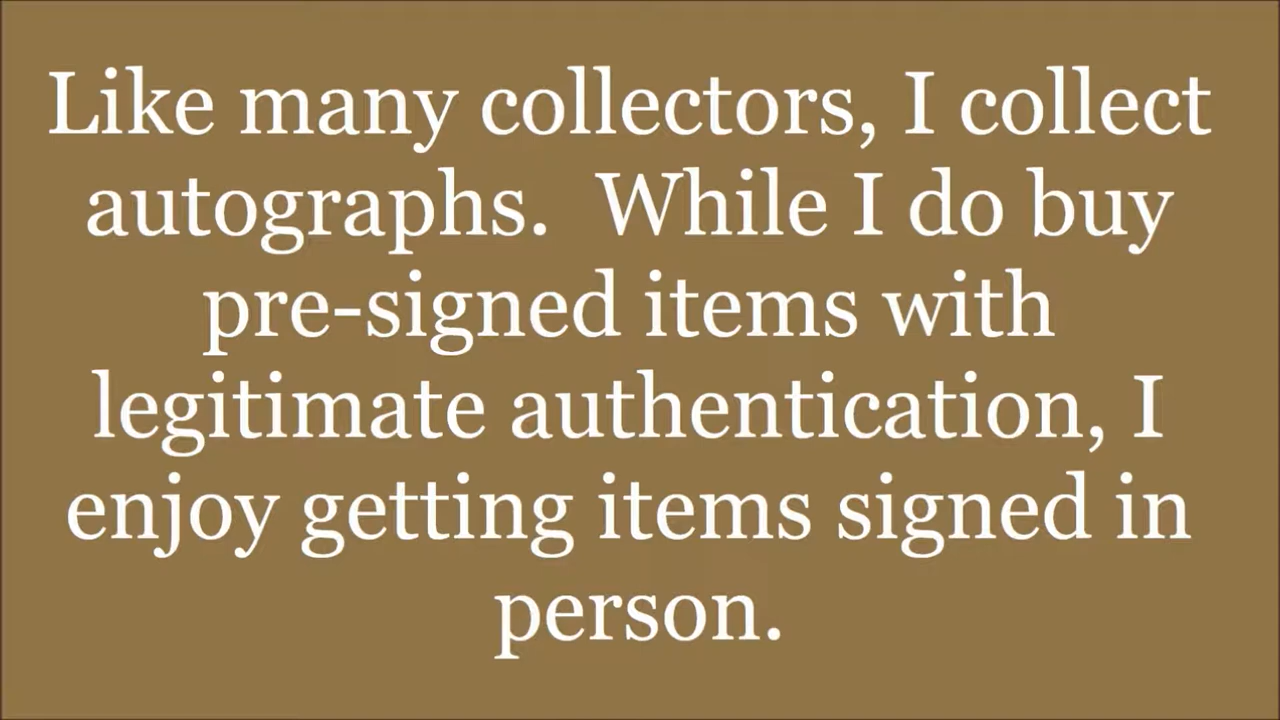 Like many collectors, I collect
autographs.  While I do buy
pre-signed items with
legitimate authentication, I
enjoy getting items signed in
person.